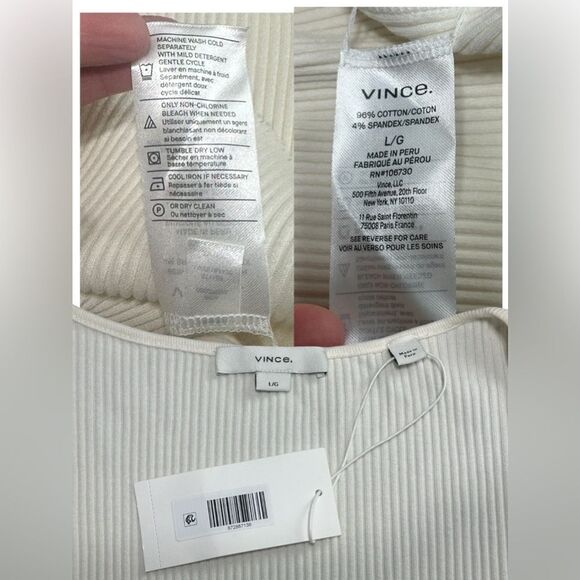 MACHINE WASH COLD
SEPARATELY
WITH MILD DETERGENT
GENTLE CYCLE
Laver en machine à froid
Séparément, avec
détergent doux
cycle délicat
ONLY NON-CHLORINE
BLEACH WHEN NEEDED
Utiliser uniquement un agent
blanchissant non décolorant
si besoin est
TUMBLE DRY LOW
Sécher en machine à
basse température
COOL IRON IF NECESSARY
Repasser à fer tiède si
nécessaire
OR DRY CLEAN
Ou nettoyer à sec
VINCE.
96% COTTON/COTON
4% SPANDEX/SPANDEX
L/G
MADE IN PERU
FABRIQUÉ AU PÉROU
RN#106730
Vince, LLC
500 Fifth Avenue, 20th Floor
New York, NY 10110
11 Rue Saint Florentin
75008 Paris France
SEE REVERSE FOR CARE
VOIR AU VERSO POUR LES SOINS
VINCE.
L/G
Made in
Peru